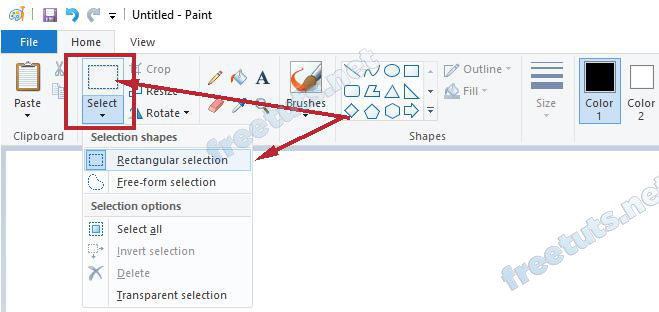 Untitled - Paint
File Home View
Paste
Select
Crop
Resize
Rotate
Brushes
Outline
Fill
Size
Color 1
Color 2
Clipboard
Shapes
Selection shapes
Rectangular selection
Free-form selection
Selection options
Select all
Invert selection
Delete
Transparent selection
freetuts.net
freetuts.net